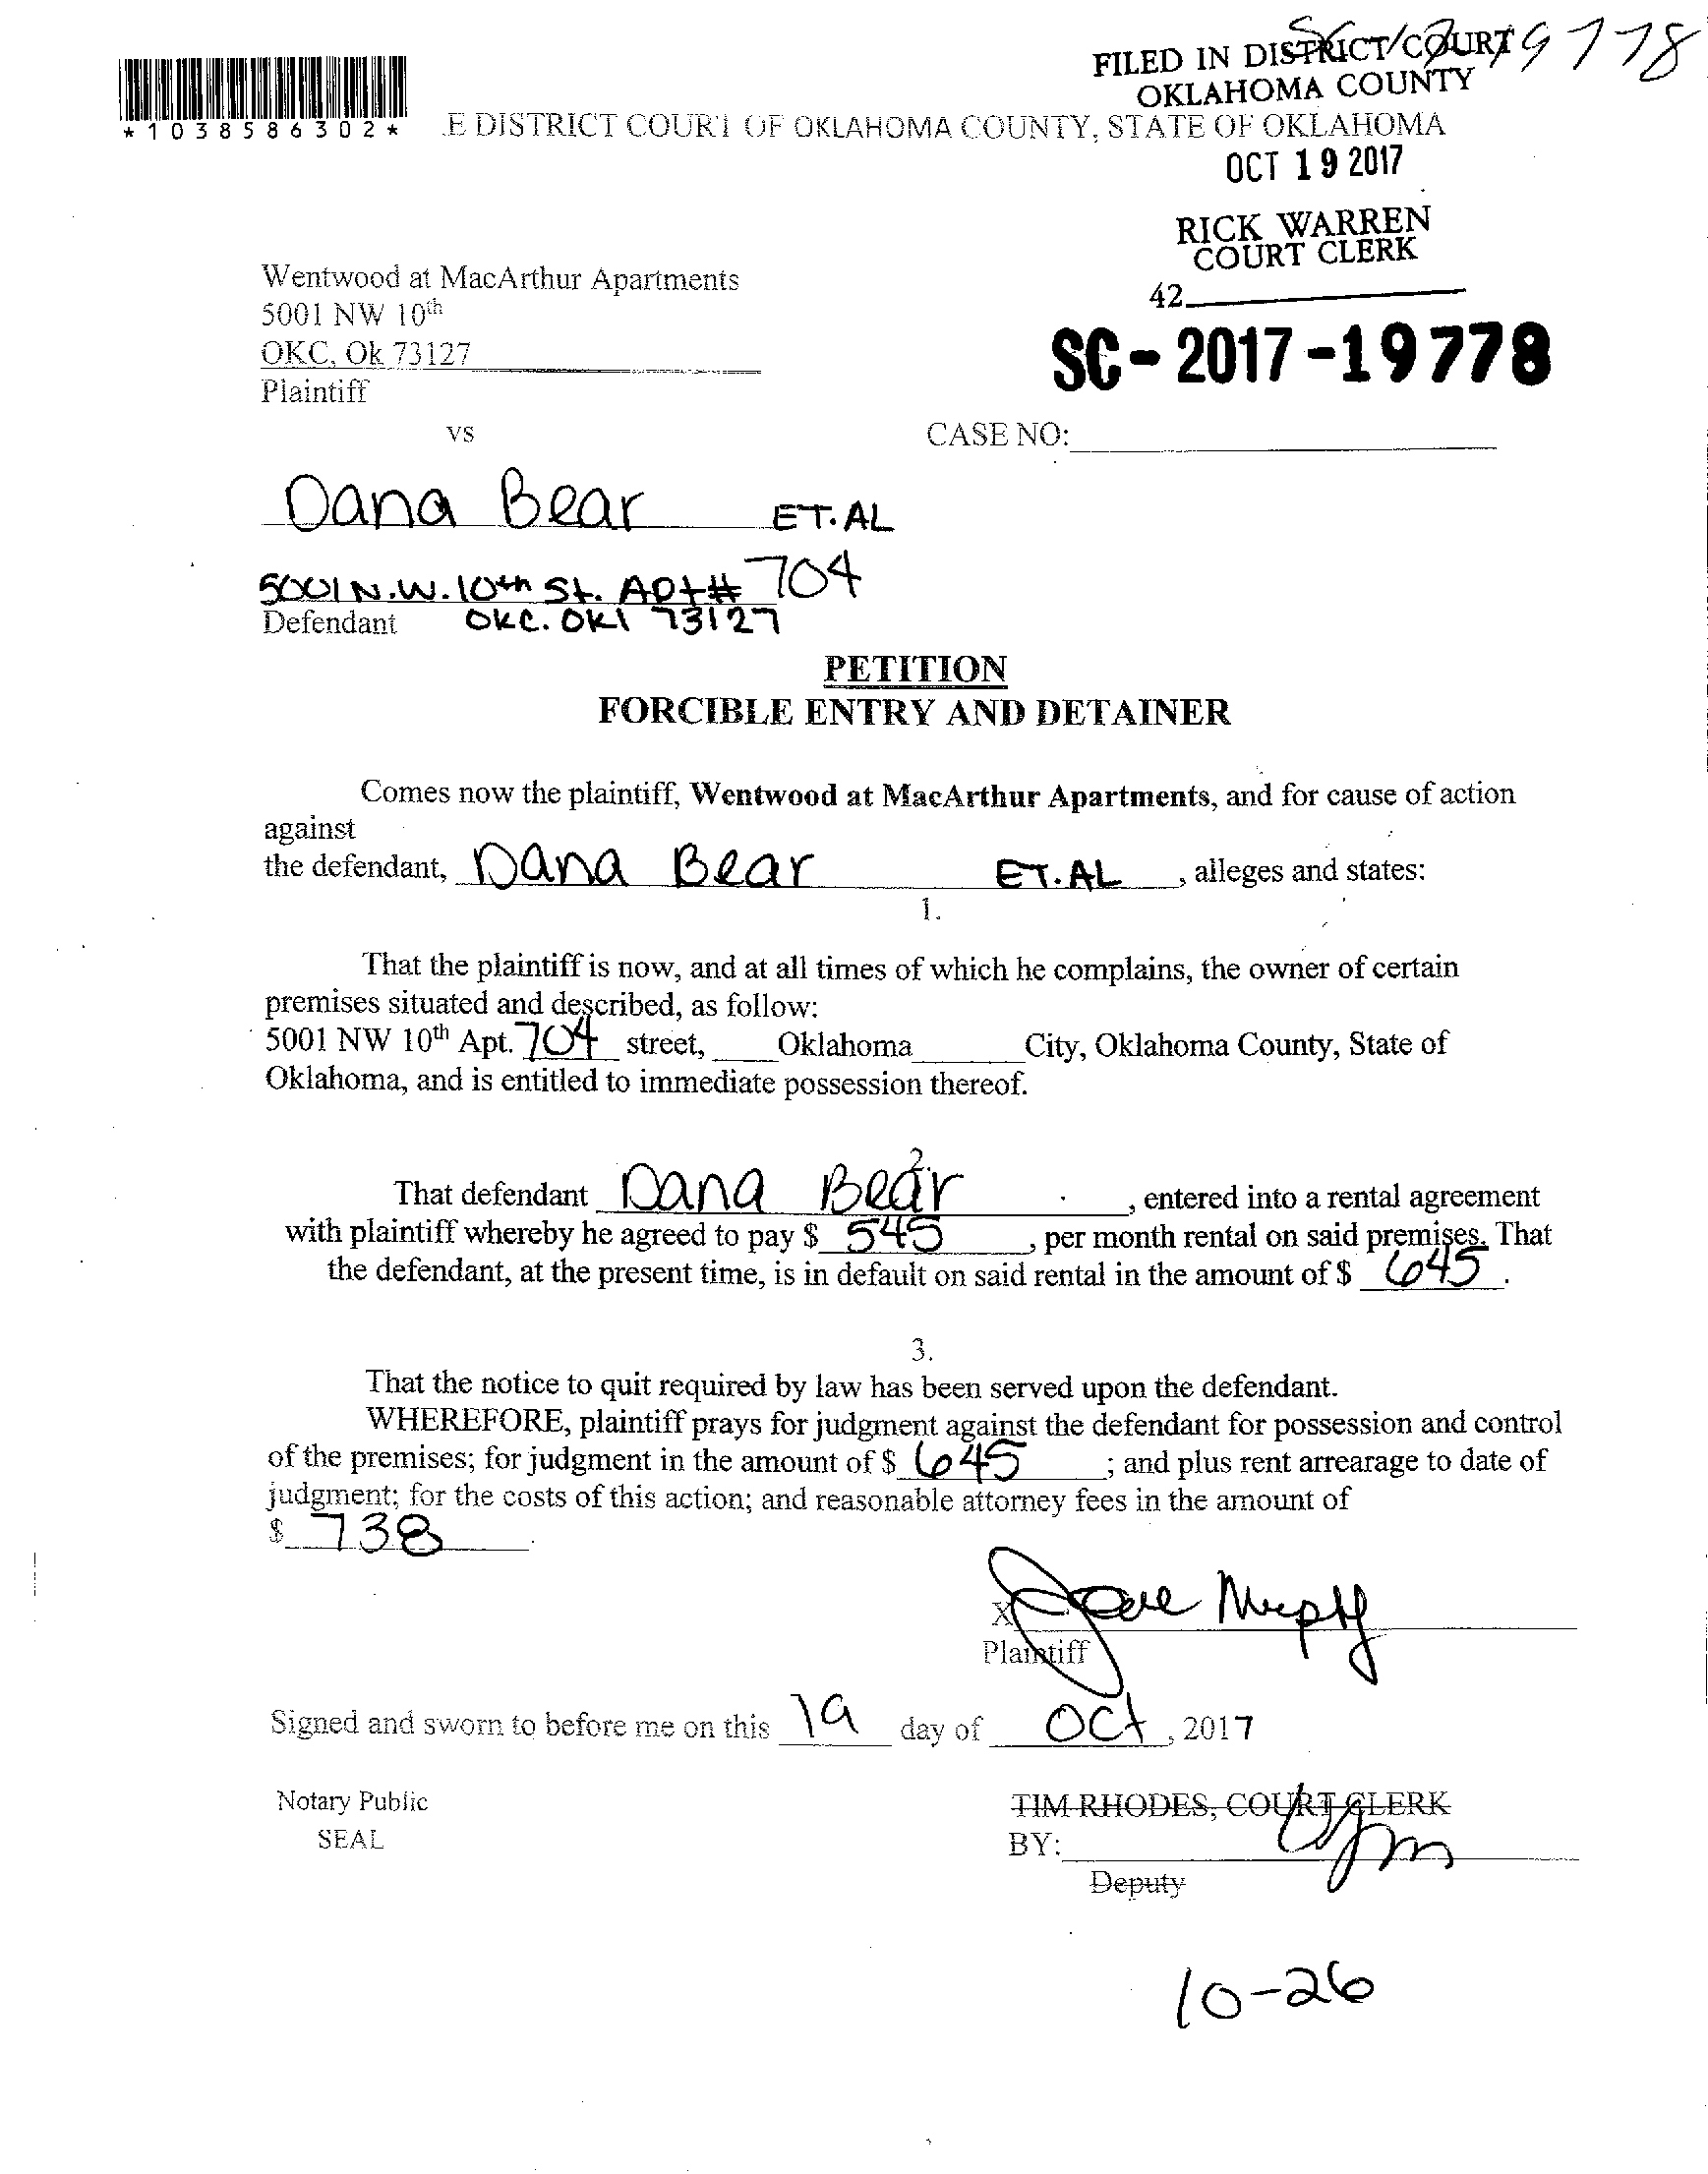 SC/17/19778
FILED IN DISTRICT COURT
OKLAHOMA COUNTY
*1038586302*
.E DISTRICT COURT OF OKLAHOMA COUNTY, STATE OF OKLAHOMA
OCT 19 2017
RICK WARREN
COURT CLERK
42
Wentwood at MacArthur Apartments
5001 NW 10th
OKC, Ok 73127
Plaintiff
SC-2017-19778
vs
CASE NO:
Dana Bear ET.AL
5001 N.W. 10th St. Apt# 704
Defendant OKC. OKl 73127
PETITION
FORCIBLE ENTRY AND DETAINER
Comes now the plaintiff, Wentwood at MacArthur Apartments, and for cause of action
against
the defendant, Dana Bear ET.AL, alleges and states:
1.
That the plaintiff is now, and at all times of which he complains, the owner of certain
premises situated and described, as follow:
5001 NW 10th Apt. 704 street, Oklahoma City, Oklahoma County, State of
Oklahoma, and is entitled to immediate possession thereof.
2.
That defendant Dana Bear, entered into a rental agreement
with plaintiff whereby he agreed to pay $ 545, per month rental on said premises. That
the defendant, at the present time, is in default on said rental in the amount of $ 645.
3.
That the notice to quit required by law has been served upon the defendant.
WHEREFORE, plaintiff prays for judgment against the defendant for possession and control
of the premises; for judgment in the amount of $ 645; and plus rent arrearage to date of
judgment; for the costs of this action; and reasonable attorney fees in the amount of
$ 738.
X
Plaintiff
Signed and sworn to before me on this 19 day of Oct, 2017
Notary Public
SEAL
TIM RHODES, COURT CLERK
BY:
Deputy
10-26